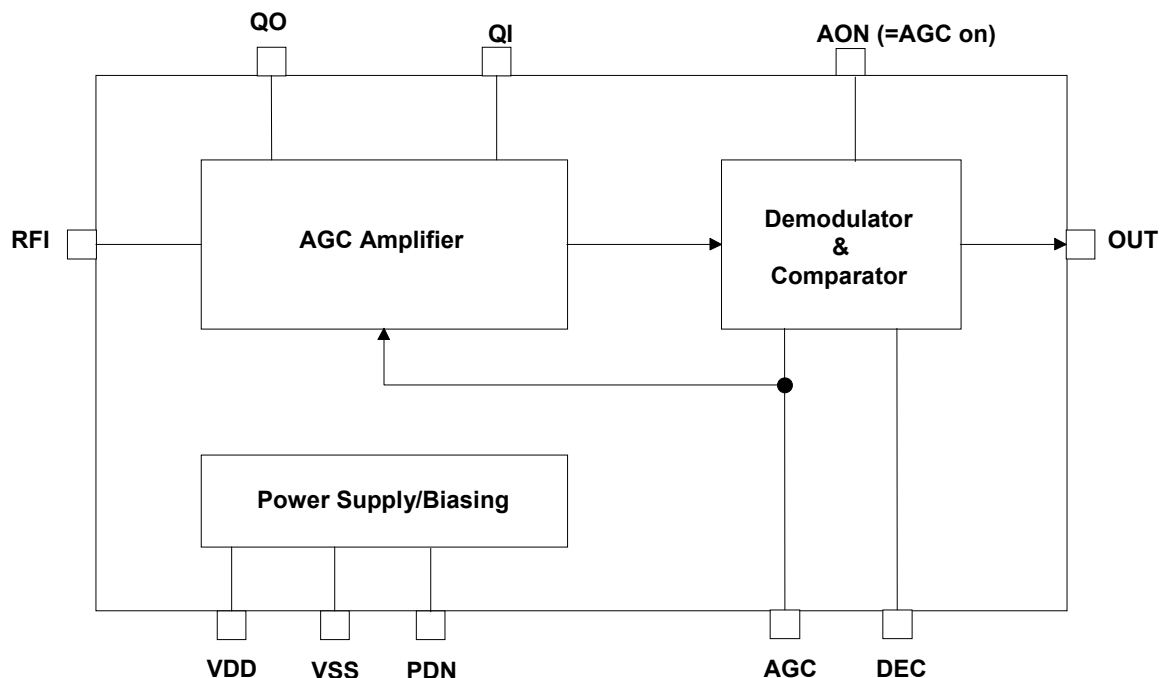 QO
QI
AON (=AGC on)
RFI
AGC Amplifier
Demodulator
&
Comparator
OUT
Power Supply/Biasing
VDD
VSS
PDN
AGC
DEC